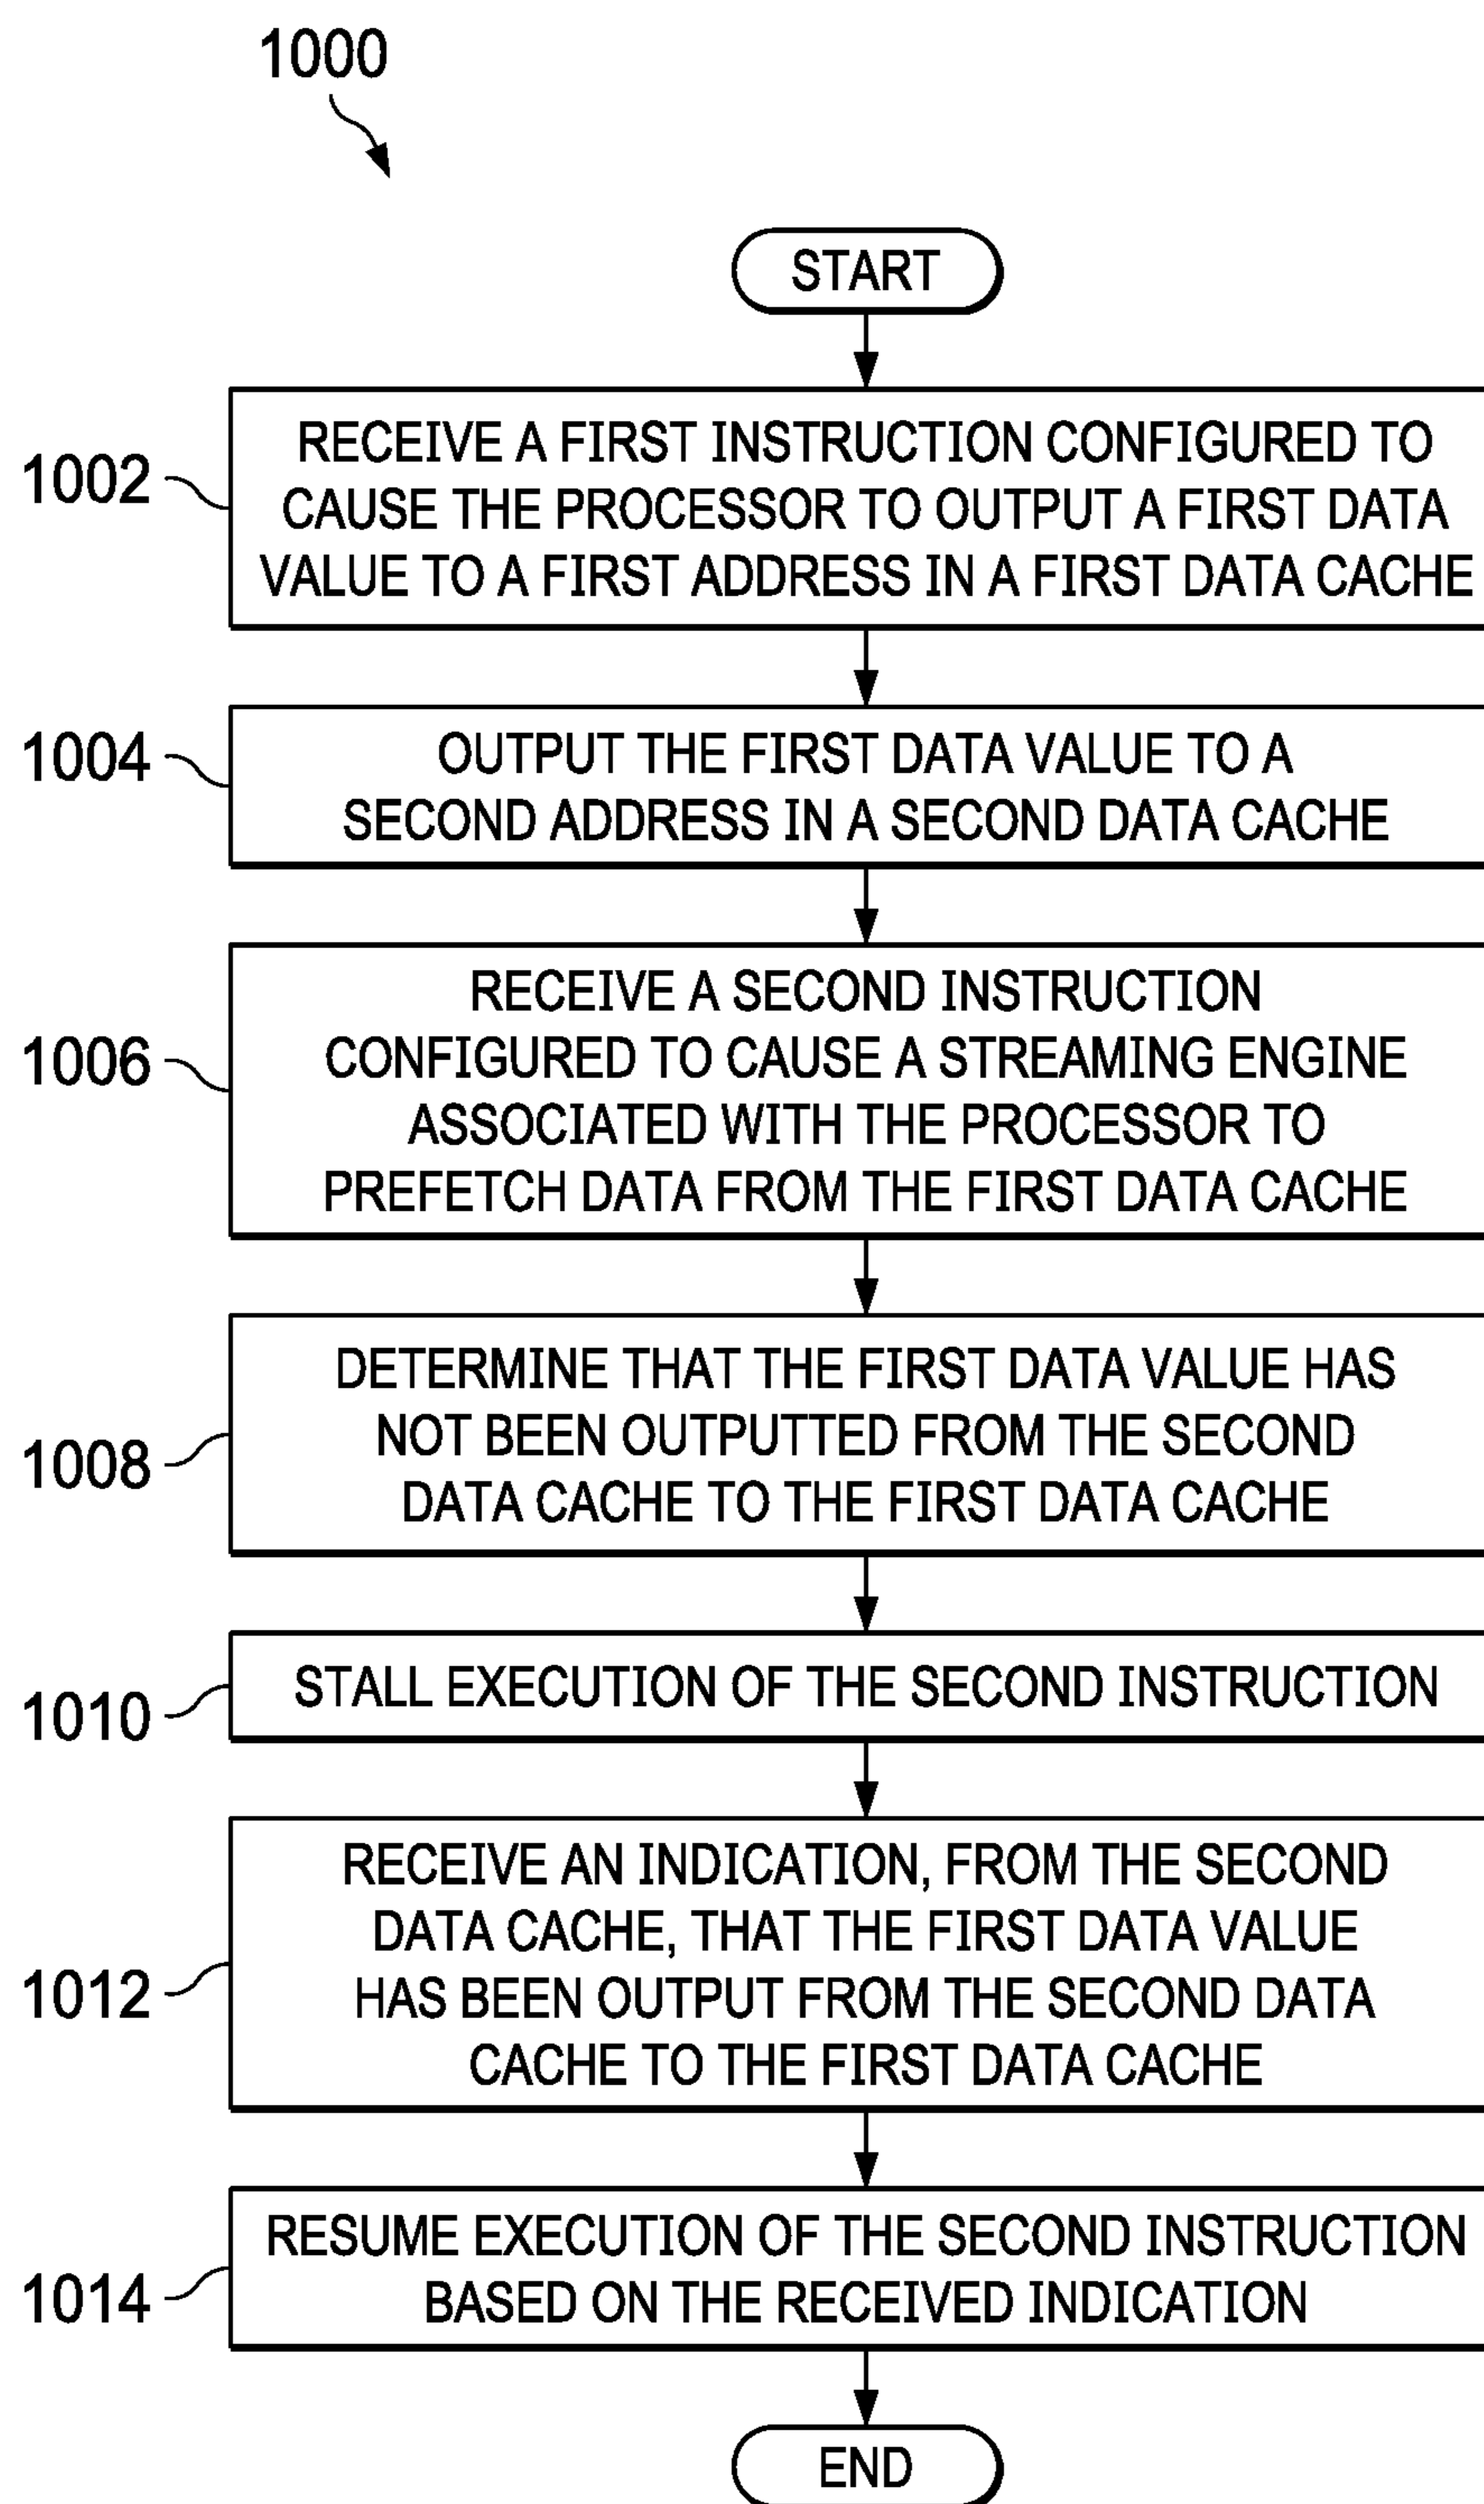 1000
START
1002
RECEIVE A FIRST INSTRUCTION CONFIGURED TO
CAUSE THE PROCESSOR TO OUTPUT A FIRST DATA
VALUE TO A FIRST ADDRESS IN A FIRST DATA CACHE
1004
OUTPUT THE FIRST DATA VALUE TO A
SECOND ADDRESS IN A SECOND DATA CACHE
1006
RECEIVE A SECOND INSTRUCTION
CONFIGURED TO CAUSE A STREAMING ENGINE
ASSOCIATED WITH THE PROCESSOR TO
PREFETCH DATA FROM THE FIRST DATA CACHE
1008
DETERMINE THAT THE FIRST DATA VALUE HAS
NOT BEEN OUTPUTTED FROM THE SECOND
DATA CACHE TO THE FIRST DATA CACHE
1010
STALL EXECUTION OF THE SECOND INSTRUCTION
1012
RECEIVE AN INDICATION, FROM THE SECOND
DATA CACHE, THAT THE FIRST DATA VALUE
HAS BEEN OUTPUT FROM THE SECOND DATA
CACHE TO THE FIRST DATA CACHE
1014
RESUME EXECUTION OF THE SECOND INSTRUCTION
BASED ON THE RECEIVED INDICATION
END